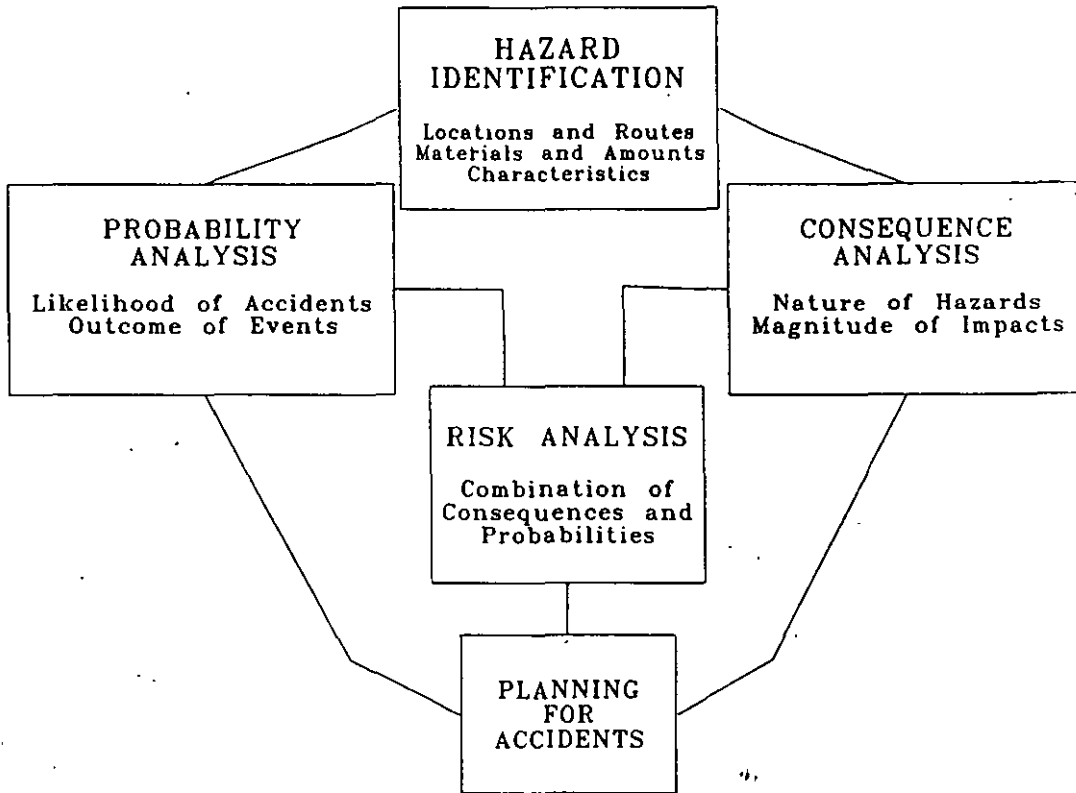 HAZARD
IDENTIFICATION
Locations and Routes
Materials and Amounts
Characteristics
PROBABILITY
ANALYSIS
Likelihood of Accidents
Outcome of Events
CONSEQUENCE
ANALYSIS
Nature of Hazards
Magnitude of Impacts
RISK ANALYSIS
Combination of
Consequences and
Probabilities
PLANNING
FOR
ACCIDENTS